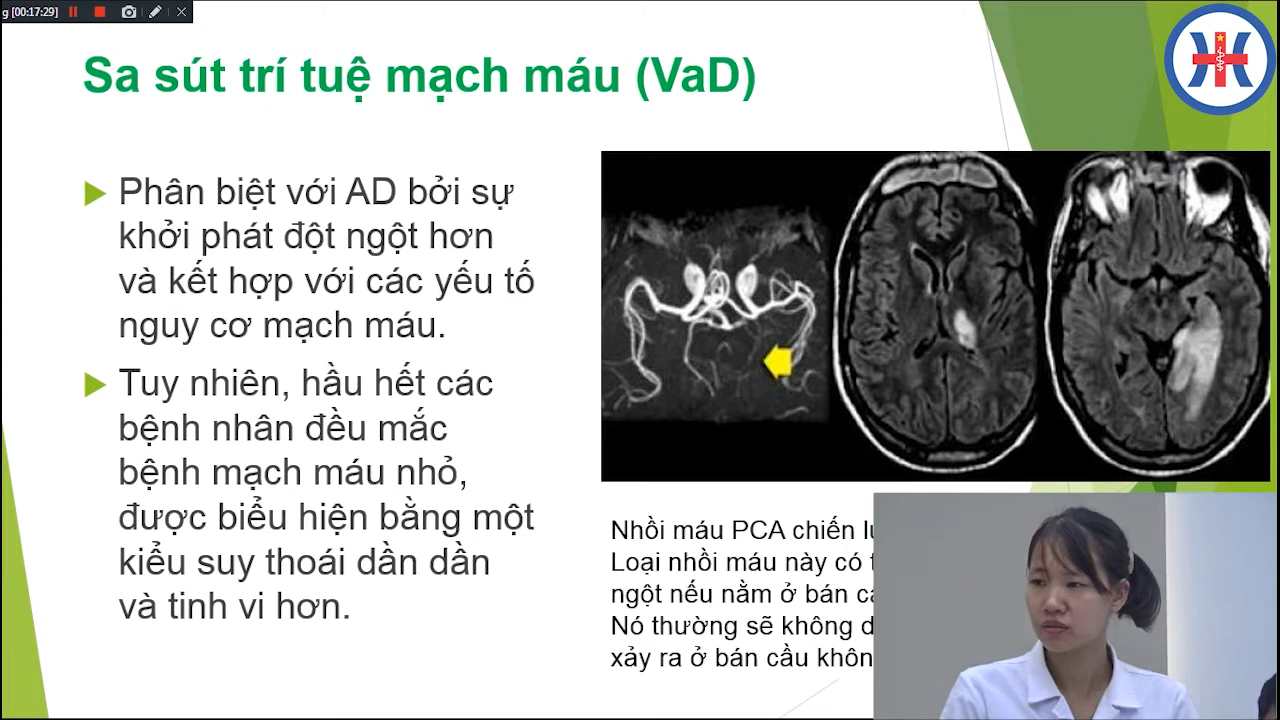 g [00:17:29]
Sa sút trí tuệ mạch máu (VaD)
Phân biệt với AD bởi sự
khởi phát đột ngột hơn
và kết hợp với các yếu tố
nguy cơ mạch máu.
Tuy nhiên, hầu hết các
bệnh nhân đều mắc
bệnh mạch máu nhỏ,
được biểu hiện bằng một
kiểu suy thoái dần dần
và tinh vi hơn.
Nhồi máu PCA chiến
Loại nhồi máu này có
ngột nếu nằm ở bán
Nó thường sẽ không
xảy ra ở bán cầu